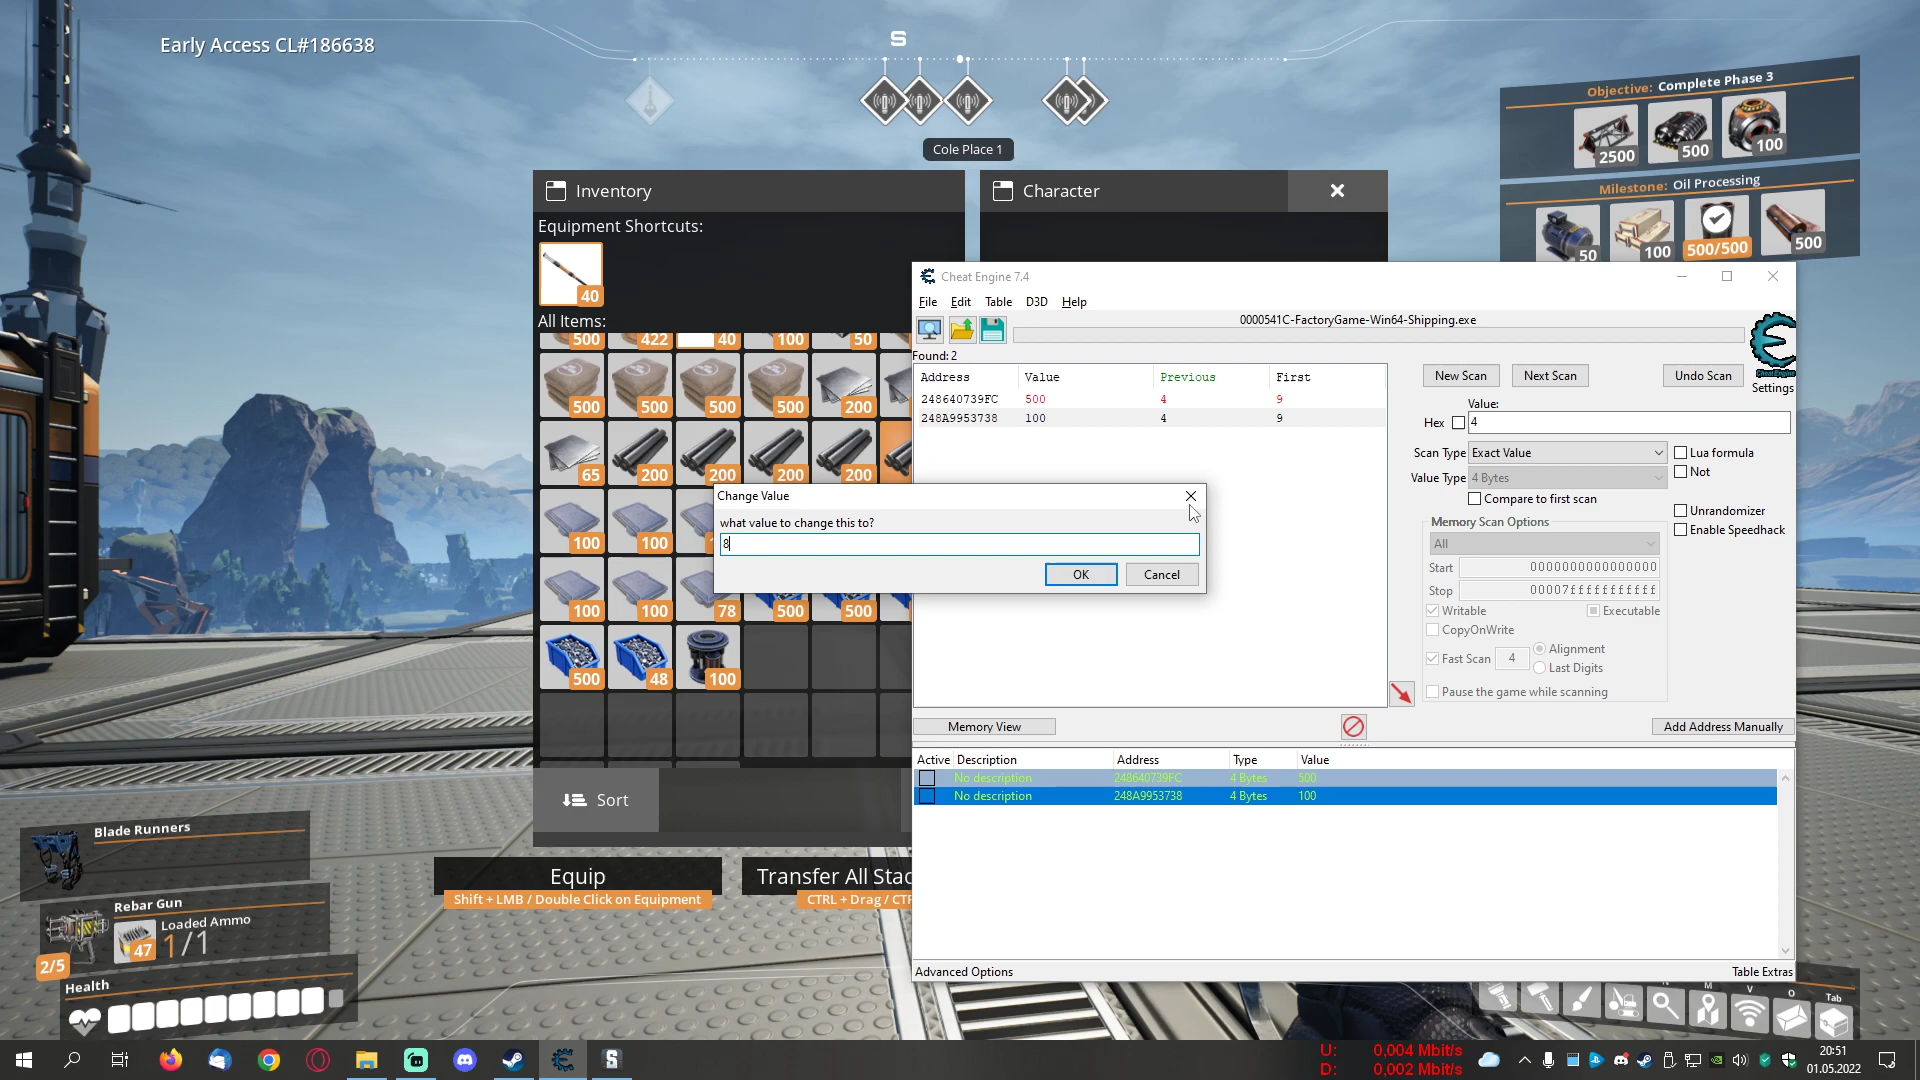 Early Access CL#186638
S
Cole Place 1
Objective: Complete Phase 3
2500
500
100
Milestone: Oil Processing
50
100
500/500
500
Inventory
Character
Equipment Shortcuts:
40
All Items:
500
422
40
100
50
500
500
500
500
200
65
200
200
200
200
100
100
100
100
78
500
500
500
48
100
Sort
Equip
Shift + LMB / Double Click on Equipment
Transfer All Stac
CTRL + Drag / CTR
Blade Runners
Rebar Gun
Loaded Ammo
47
1/1
2/5
Health
Cheat Engine 7.4
File Edit Table D3D Help
0000541C-FactoryGame-Win64-Shipping.exe
Found: 2
Address Value Previous First
248640739FC 500 4 9
248A9953738 100 4 9
New Scan Next Scan Undo Scan
Cheat Engine
Settings
Value:
Hex 4
Scan Type Exact Value Lua formula
Value Type 4 Bytes Not
Compare to first scan
Memory Scan Options
All
Unrandomizer
Enable Speedhack
Start 0000000000000000
Stop 00007fffffffffff
Writable Executable
CopyOnWrite
Fast Scan 4 Alignment
Last Digits
Pause the game while scanning
Change Value
what value to change this to?
8
OK Cancel
Memory View Add Address Manually
Active Description Address Type Value
No description 248640739FC 4 Bytes 500
No description 248A9953738 4 Bytes 100
Advanced Options Table Extras
N M V O Tab
U: 0,004 Mbit/s
D: 0,002 Mbit/s
20:51
01.05.2022